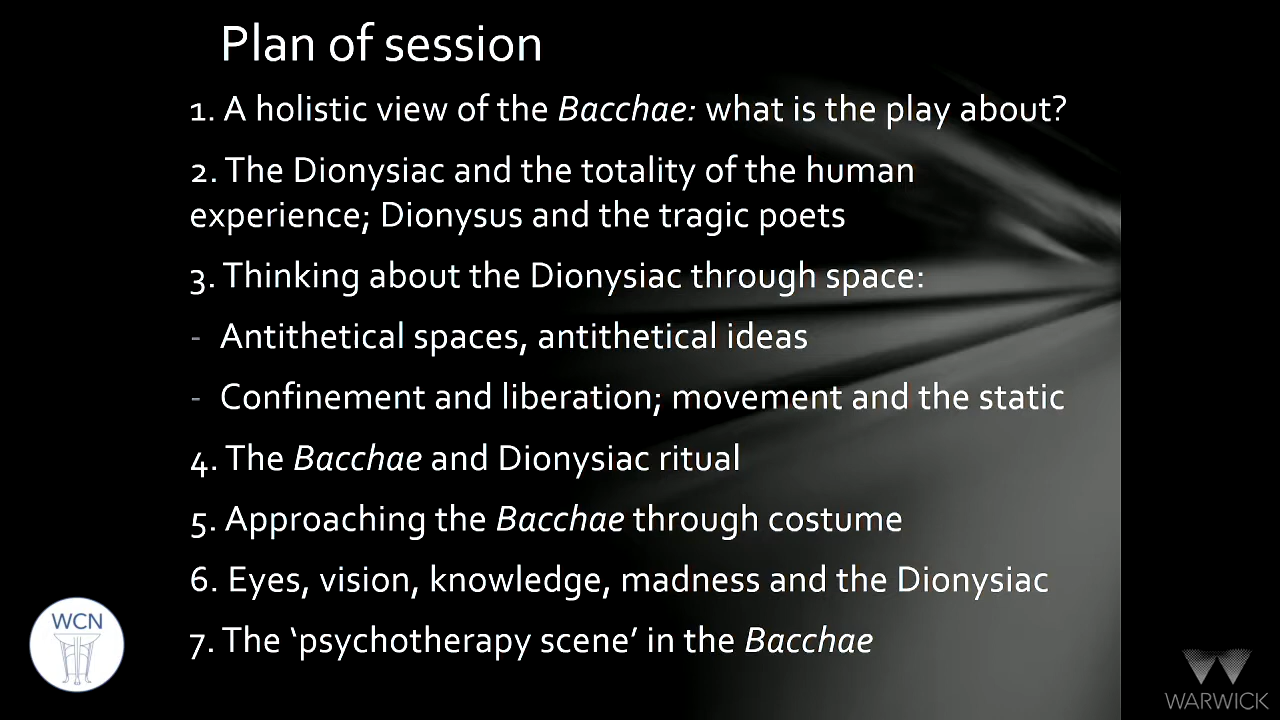 Plan of session
1. A holistic view of the Bacchae: what is the play about?
2. The Dionysiac and the totality of the human
experience; Dionysus and the tragic poets
3. Thinking about the Dionysiac through space:
- Antithetical spaces, antithetical ideas
- Confinement and liberation; movement and the static
4. The Bacchae and Dionysiac ritual
5. Approaching the Bacchae through costume
6. Eyes, vision, knowledge, madness and the Dionysiac
7. The ‘psychotherapy scene’ in the Bacchae
WCN
WARWICK